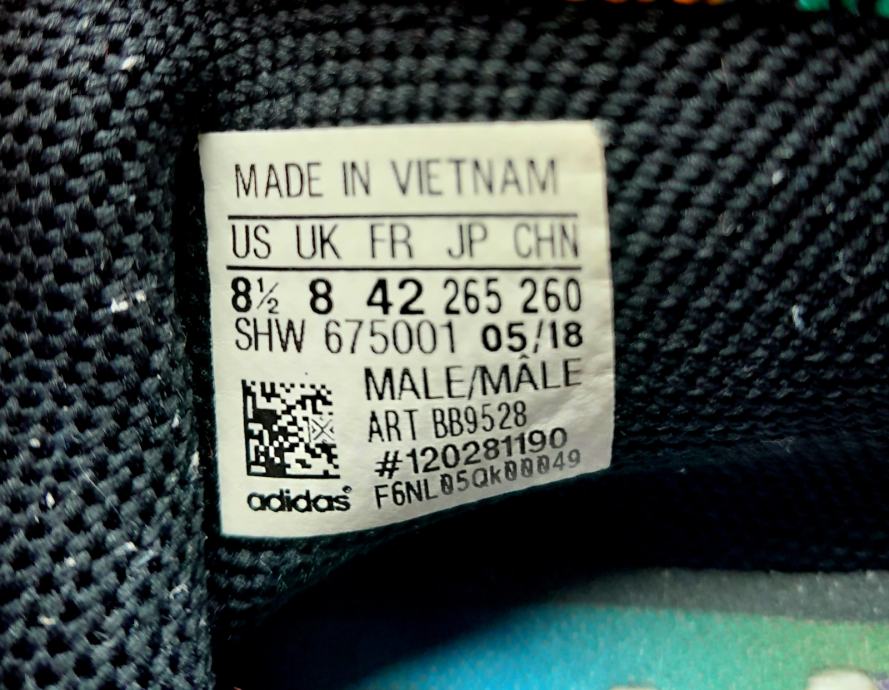 MADE IN VIETNAM
US UK FR JP CHN
8½ 8 42 265 260
SHW 675001 05/18
MALE/MÂLE
ART BB9528
#120281190
F6NL05Qk00049
adidas